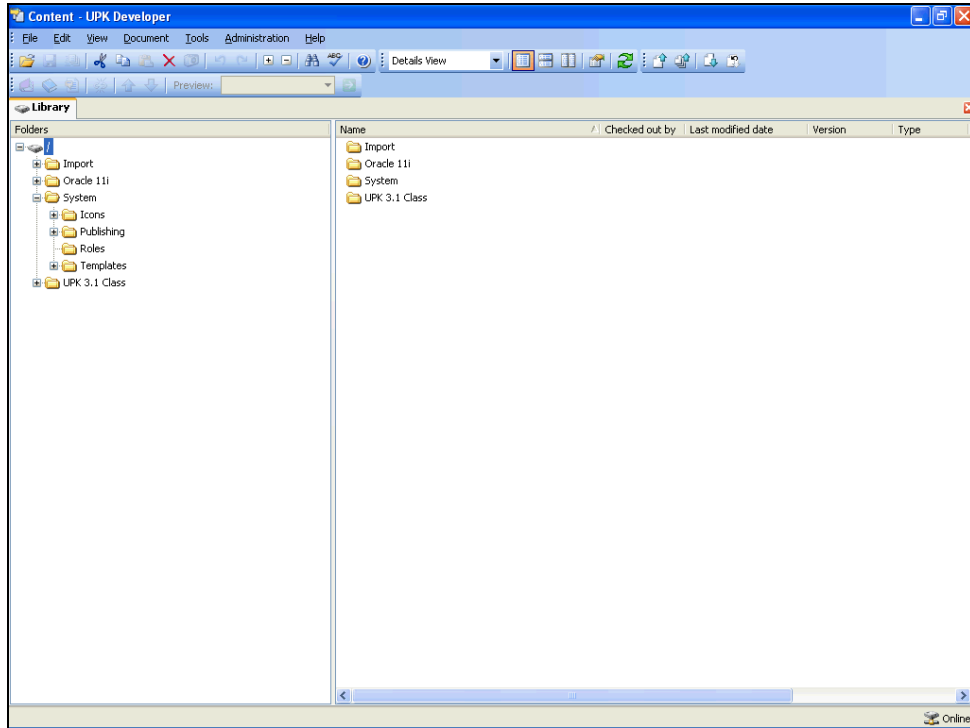 Content - UPK Developer
File Edit View Document Tools Administration Help
ABC Details View
Preview:
Library
Folders
Name / Checked out by Last modified date Version Type
/
Import
Oracle 11i
System
Icons
Publishing
Roles
Templates
UPK 3.1 Class
Import
Oracle 11i
System
UPK 3.1 Class
Online